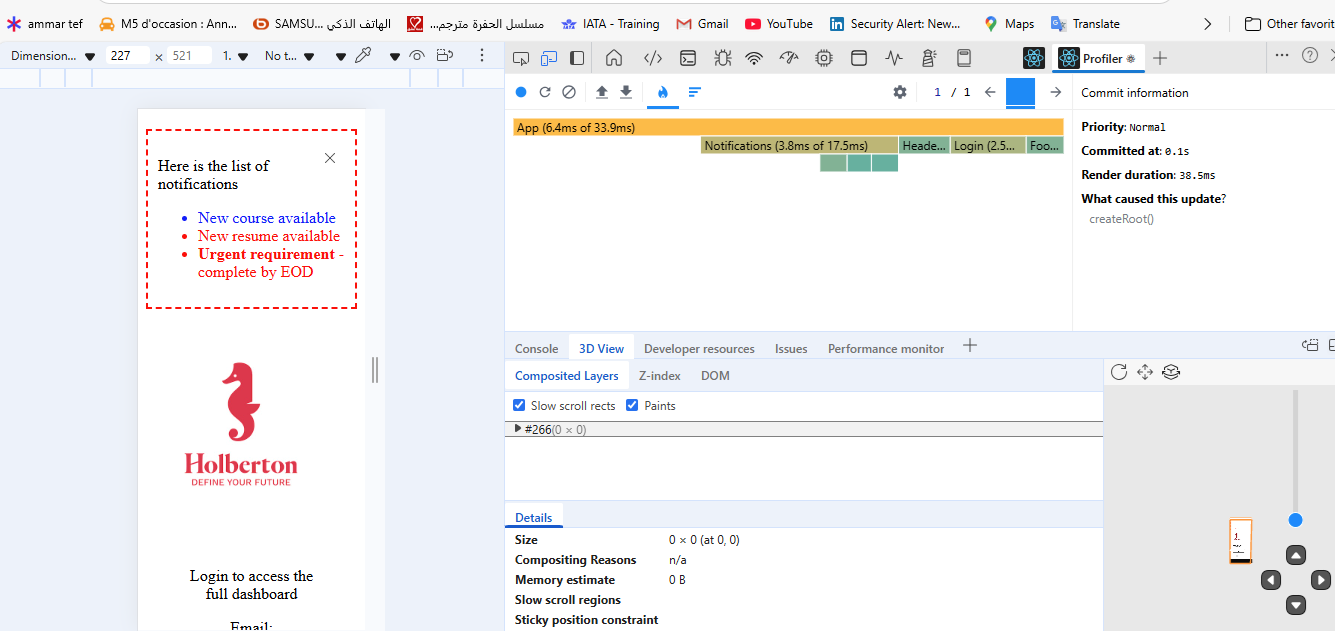 ammar tef
M5 d'occasion : Ann...
SAMSU... الهاتف الذكي
مسلسل الحفرة مترجم...
IATA - Training
Gmail
YouTube
Security Alert: New...
Maps
Translate
Other favorit
Dimension...
227
×
521
1.
No t...
Profiler
1 / 1
Commit information
App (6.4ms of 33.9ms)
Notifications (3.8ms of 17.5ms)
Heade...
Login (2.5...
Foo...
Priority: Normal
Committed at: 0.1s
Render duration: 38.5ms
What caused this update?
createRoot()
Here is the list of
notifications
New course available
New resume available
Urgent requirement -
complete by EOD
Holberton
DEFINE YOUR FUTURE
Login to access the
full dashboard
Email:
Console
3D View
Developer resources
Issues
Performance monitor
Composited Layers
Z-index
DOM
Slow scroll rects
Paints
#266(0 × 0)
Details
Size 0 × 0 (at 0, 0)
Compositing Reasons n/a
Memory estimate 0 B
Slow scroll regions
Sticky position constraint